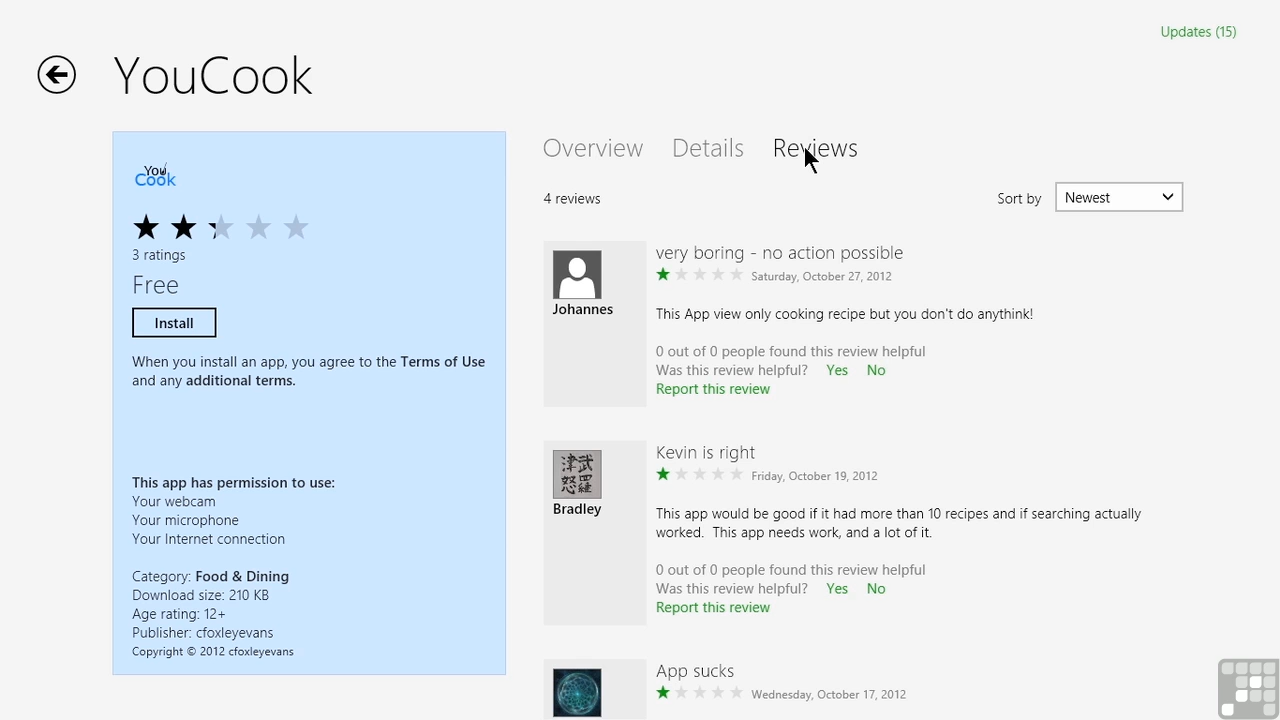 Updates (15)
YouCook
You
Cook
3 ratings
Free
Install
When you install an app, you agree to the Terms of Use
and any additional terms.
This app has permission to use:
Your webcam
Your microphone
Your Internet connection
Category: Food & Dining
Download size: 210 KB
Age rating: 12+
Publisher: cfoxleyevans
Copyright © 2012 cfoxleyevans
Overview Details Reviews
4 reviews
Sort by Newest
very boring - no action possible
Saturday, October 27, 2012
Johannes
This App view only cooking recipe but you don't do anythink!
0 out of 0 people found this review helpful
Was this review helpful? Yes No
Report this review
Kevin is right
Friday, October 19, 2012
Bradley
This app would be good if it had more than 10 recipes and if searching actually
worked. This app needs work, and a lot of it.
0 out of 0 people found this review helpful
Was this review helpful? Yes No
Report this review
App sucks
Wednesday, October 17, 2012